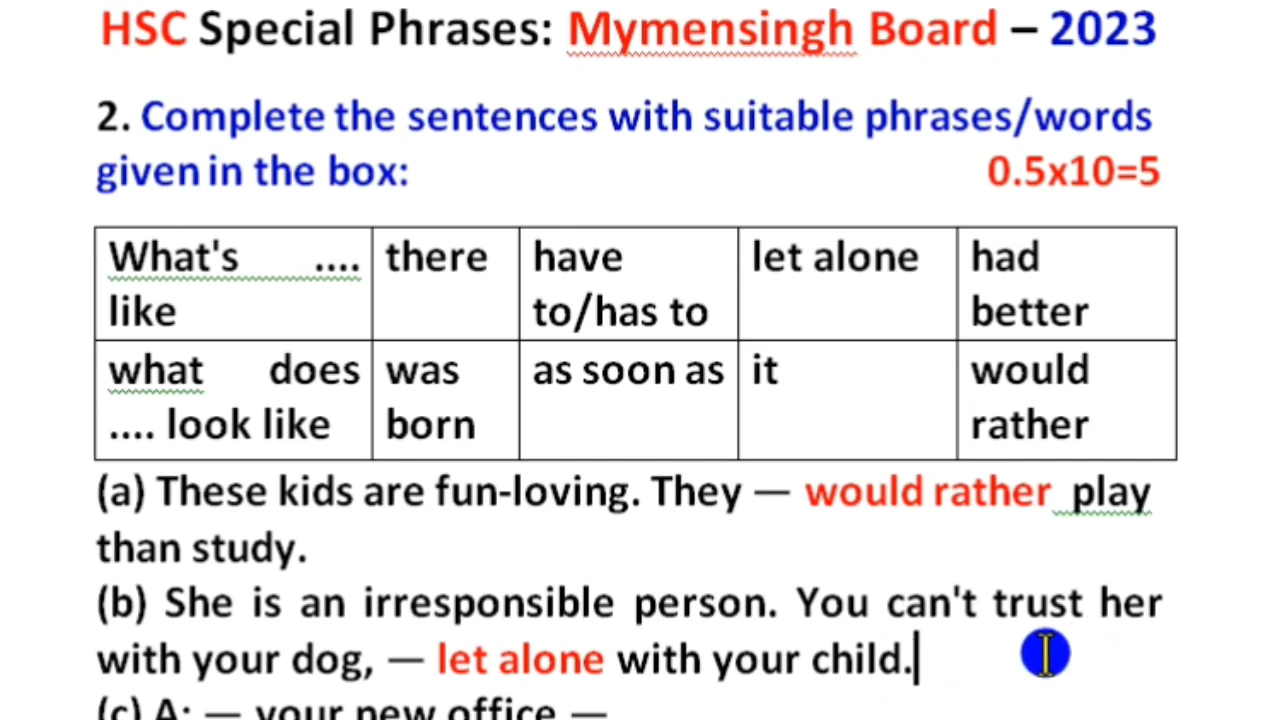 HSC Special Phrases: Mymensingh Board – 2023
2. Complete the sentences with suitable phrases/words
given in the box: 0.5x10=5
What's .... like
there
have to/has to
let alone
had better
what does .... look like
was born
as soon as
it
would rather
(a) These kids are fun-loving. They — would rather play
than study.
(b) She is an irresponsible person. You can't trust her
with your dog, — let alone with your child.
(c) A: — your new office —